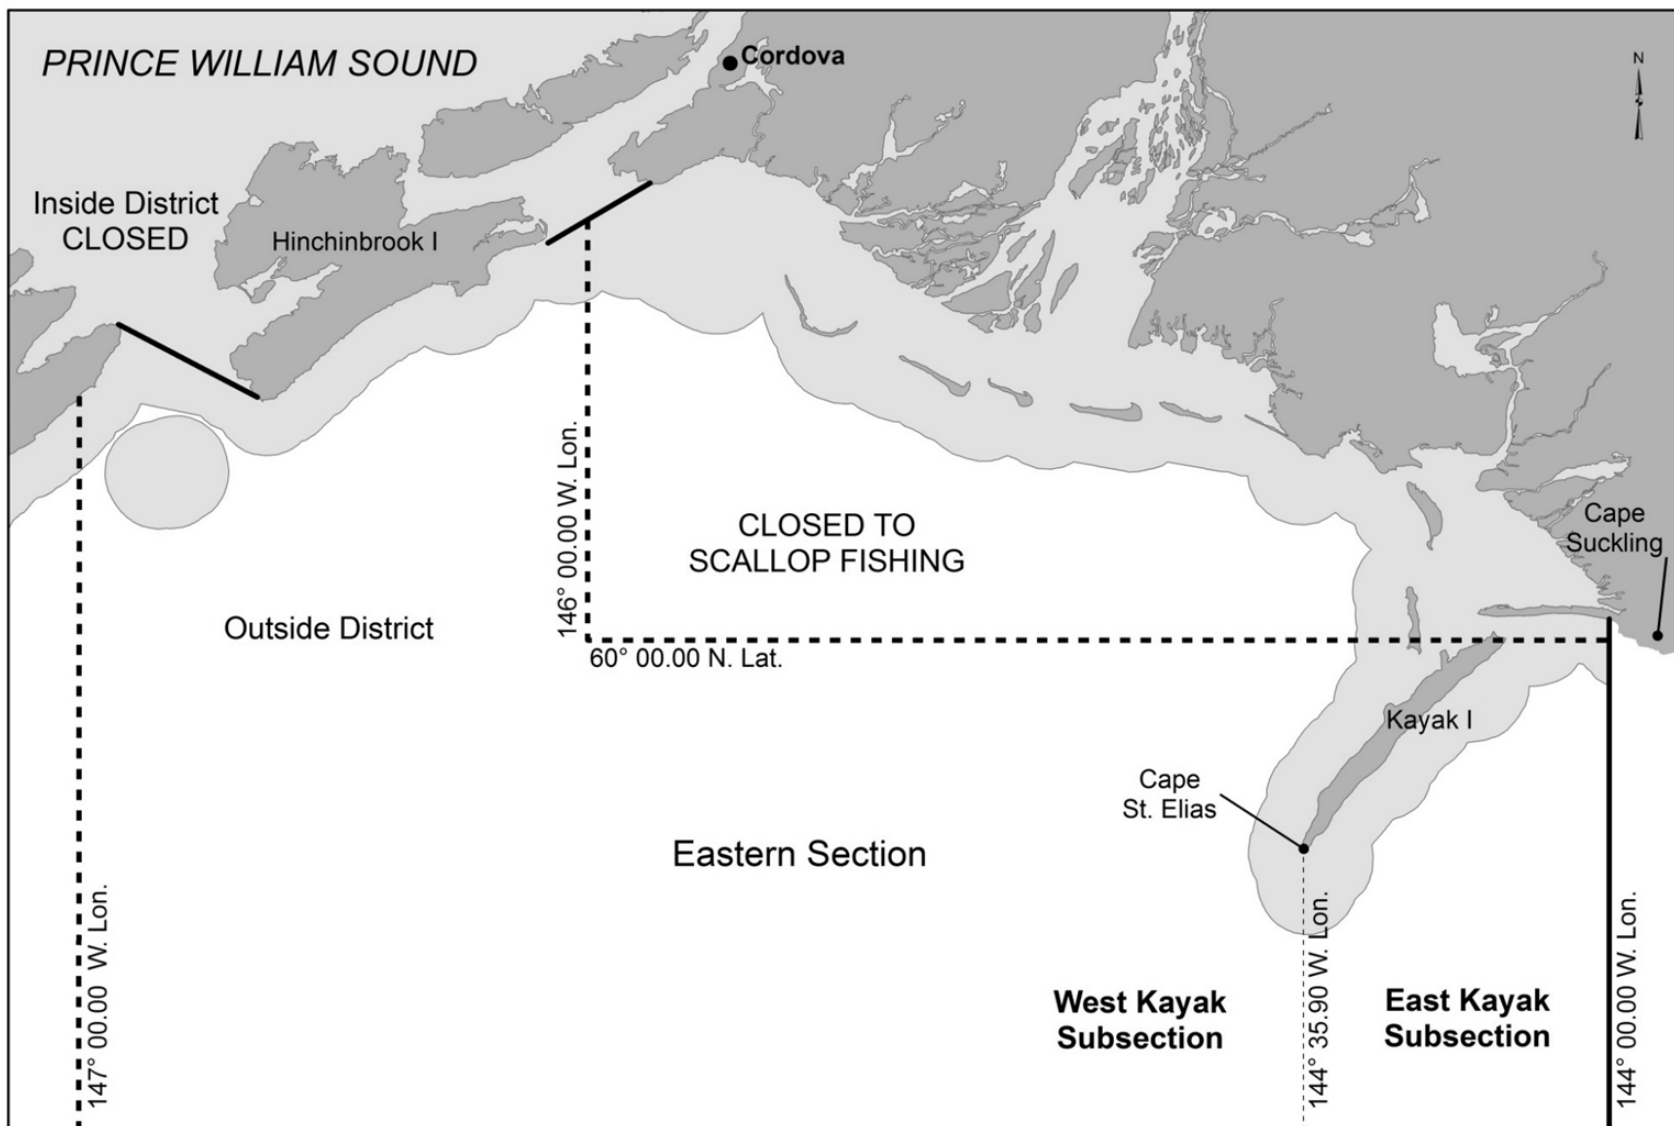 PRINCE WILLIAM SOUND
Cordova
N
Inside District
CLOSED
Hinchinbrook I
146° 00.00 W. Lon.
CLOSED TO
SCALLOP FISHING
Cape
Suckling
Outside District
60° 00.00 N. Lat.
Kayak I
Cape
St. Elias
Eastern Section
147° 00.00 W. Lon.
West Kayak
Subsection
144° 35.90 W. Lon.
East Kayak
Subsection
144° 00.00 W. Lon.